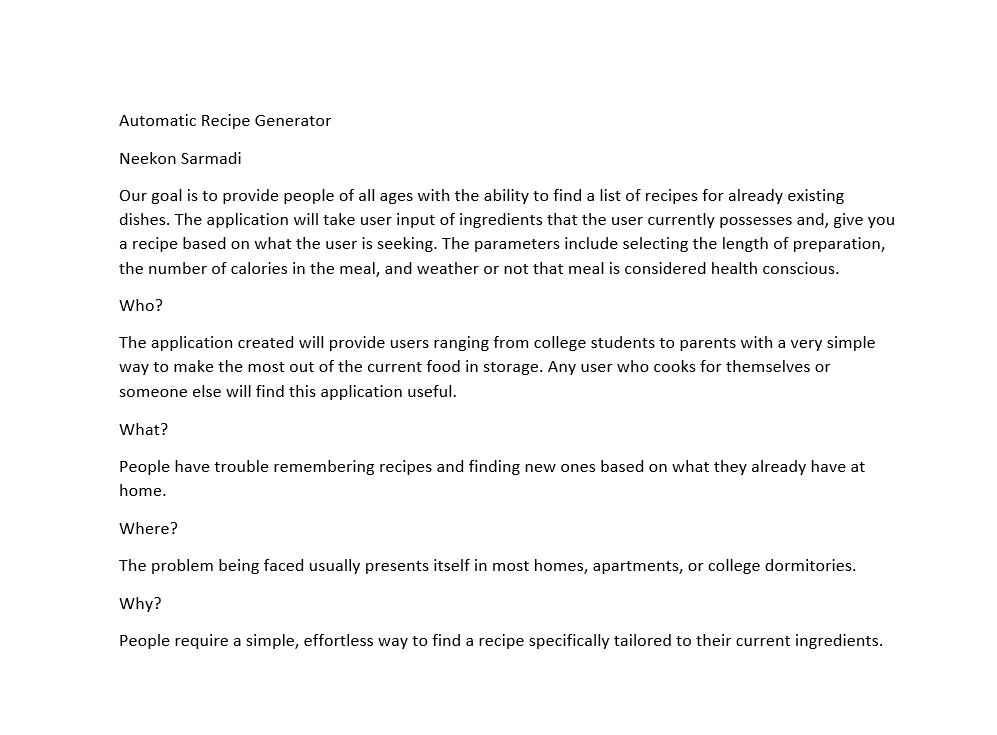 Automatic Recipe Generator
Neekon Sarmadi
Our goal is to provide people of all ages with the ability to find a list of recipes for already existing
dishes. The application will take user input of ingredients that the user currently possesses and, give you
a recipe based on what the user is seeking. The parameters include selecting the length of preparation,
the number of calories in the meal, and weather or not that meal is considered health conscious.
Who?
The application created will provide users ranging from college students to parents with a very simple
way to make the most out of the current food in storage. Any user who cooks for themselves or
someone else will find this application useful.
What?
People have trouble remembering recipes and finding new ones based on what they already have at
home.
Where?
The problem being faced usually presents itself in most homes, apartments, or college dormitories.
Why?
People require a simple, effortless way to find a recipe specifically tailored to their current ingredients.